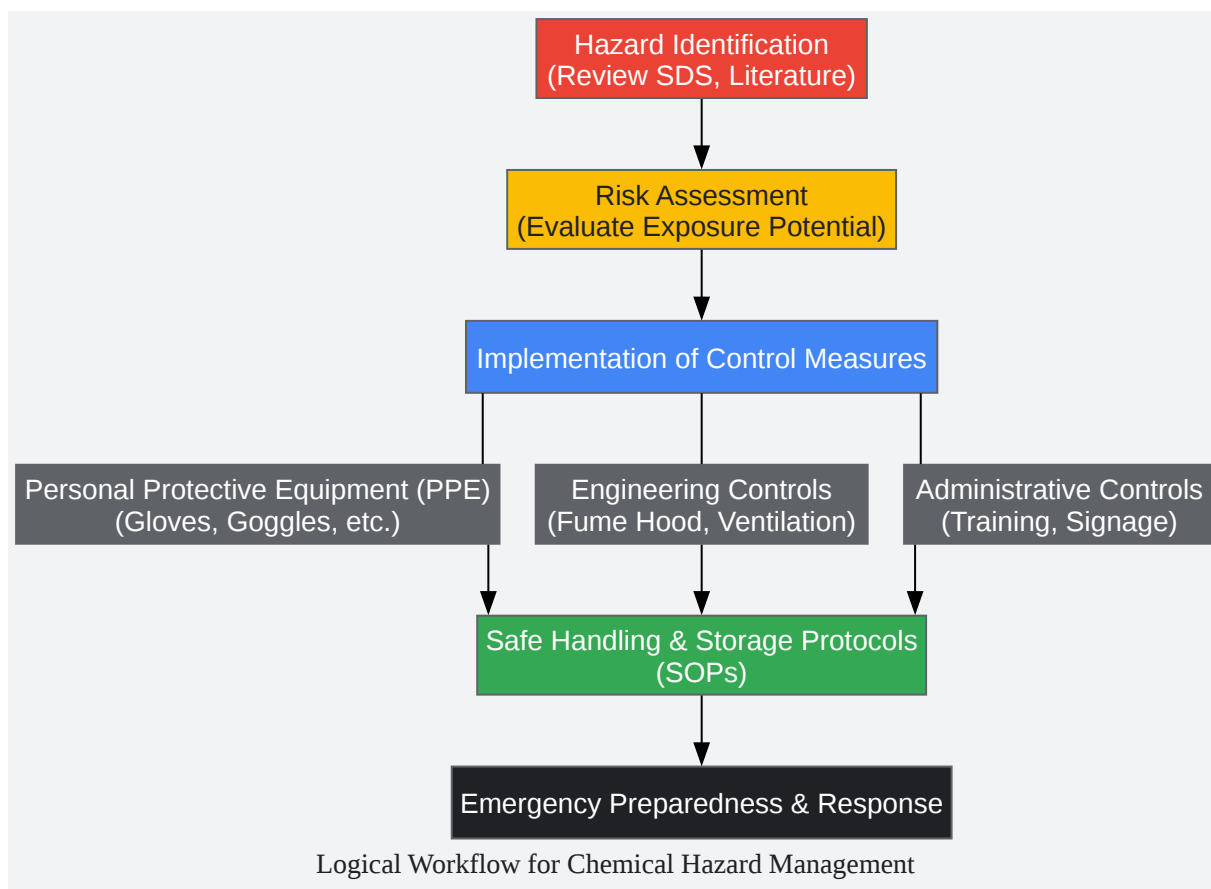 Hazard Identification
(Review SDS, Literature)
Risk Assessment
(Evaluate Exposure Potential)
Implementation of Control Measures
Personal Protective Equipment (PPE)
(Gloves, Goggles, etc.)
Engineering Controls
(Fume Hood, Ventilation)
Administrative Controls
(Training, Signage)
Safe Handling & Storage Protocols
(SOPs)
Emergency Preparedness & Response
Logical Workflow for Chemical Hazard Management